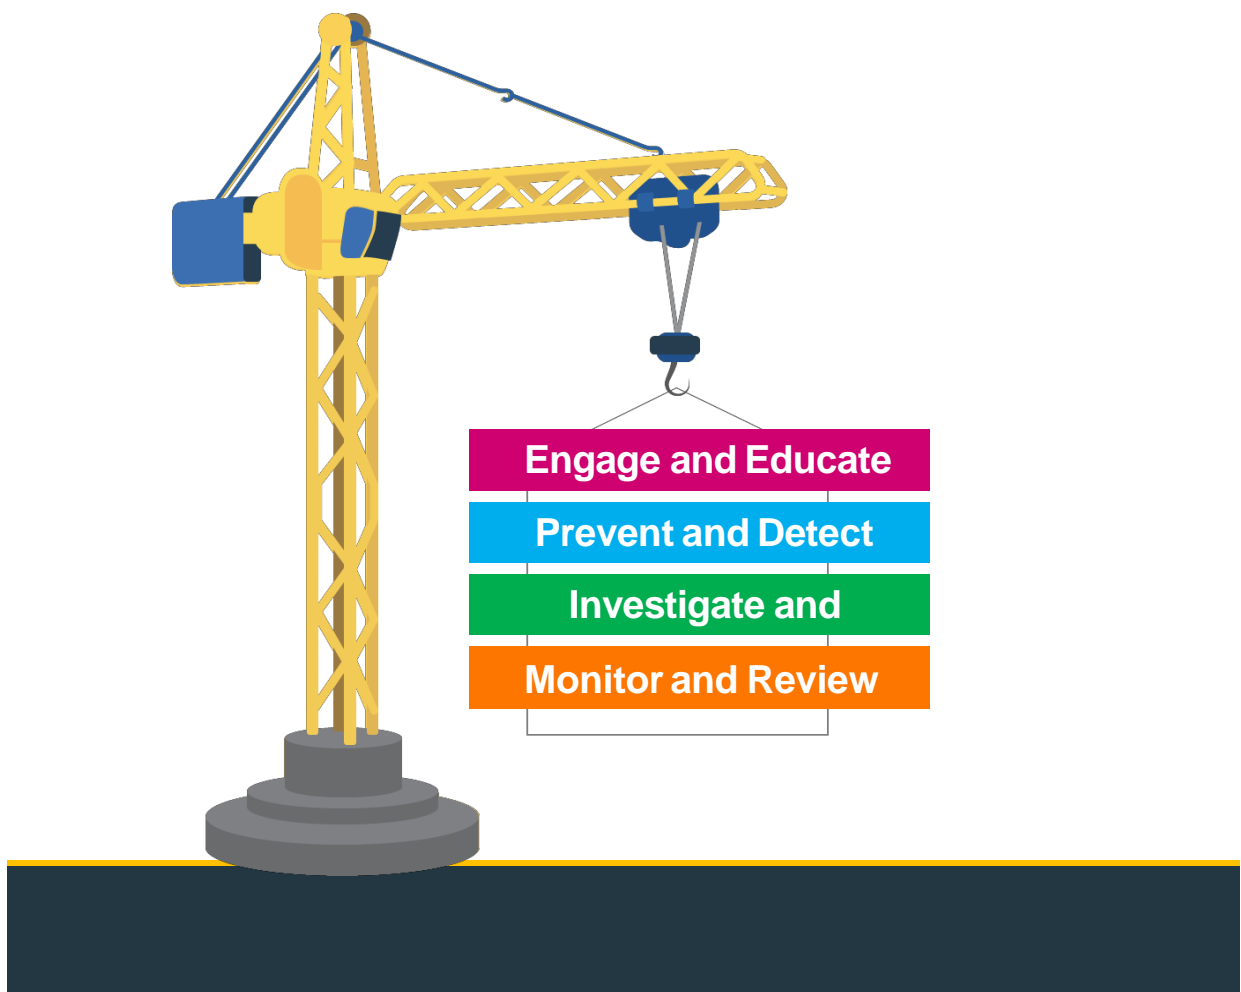 Engage and Educate
Prevent and Detect
Investigate and
Monitor and Review